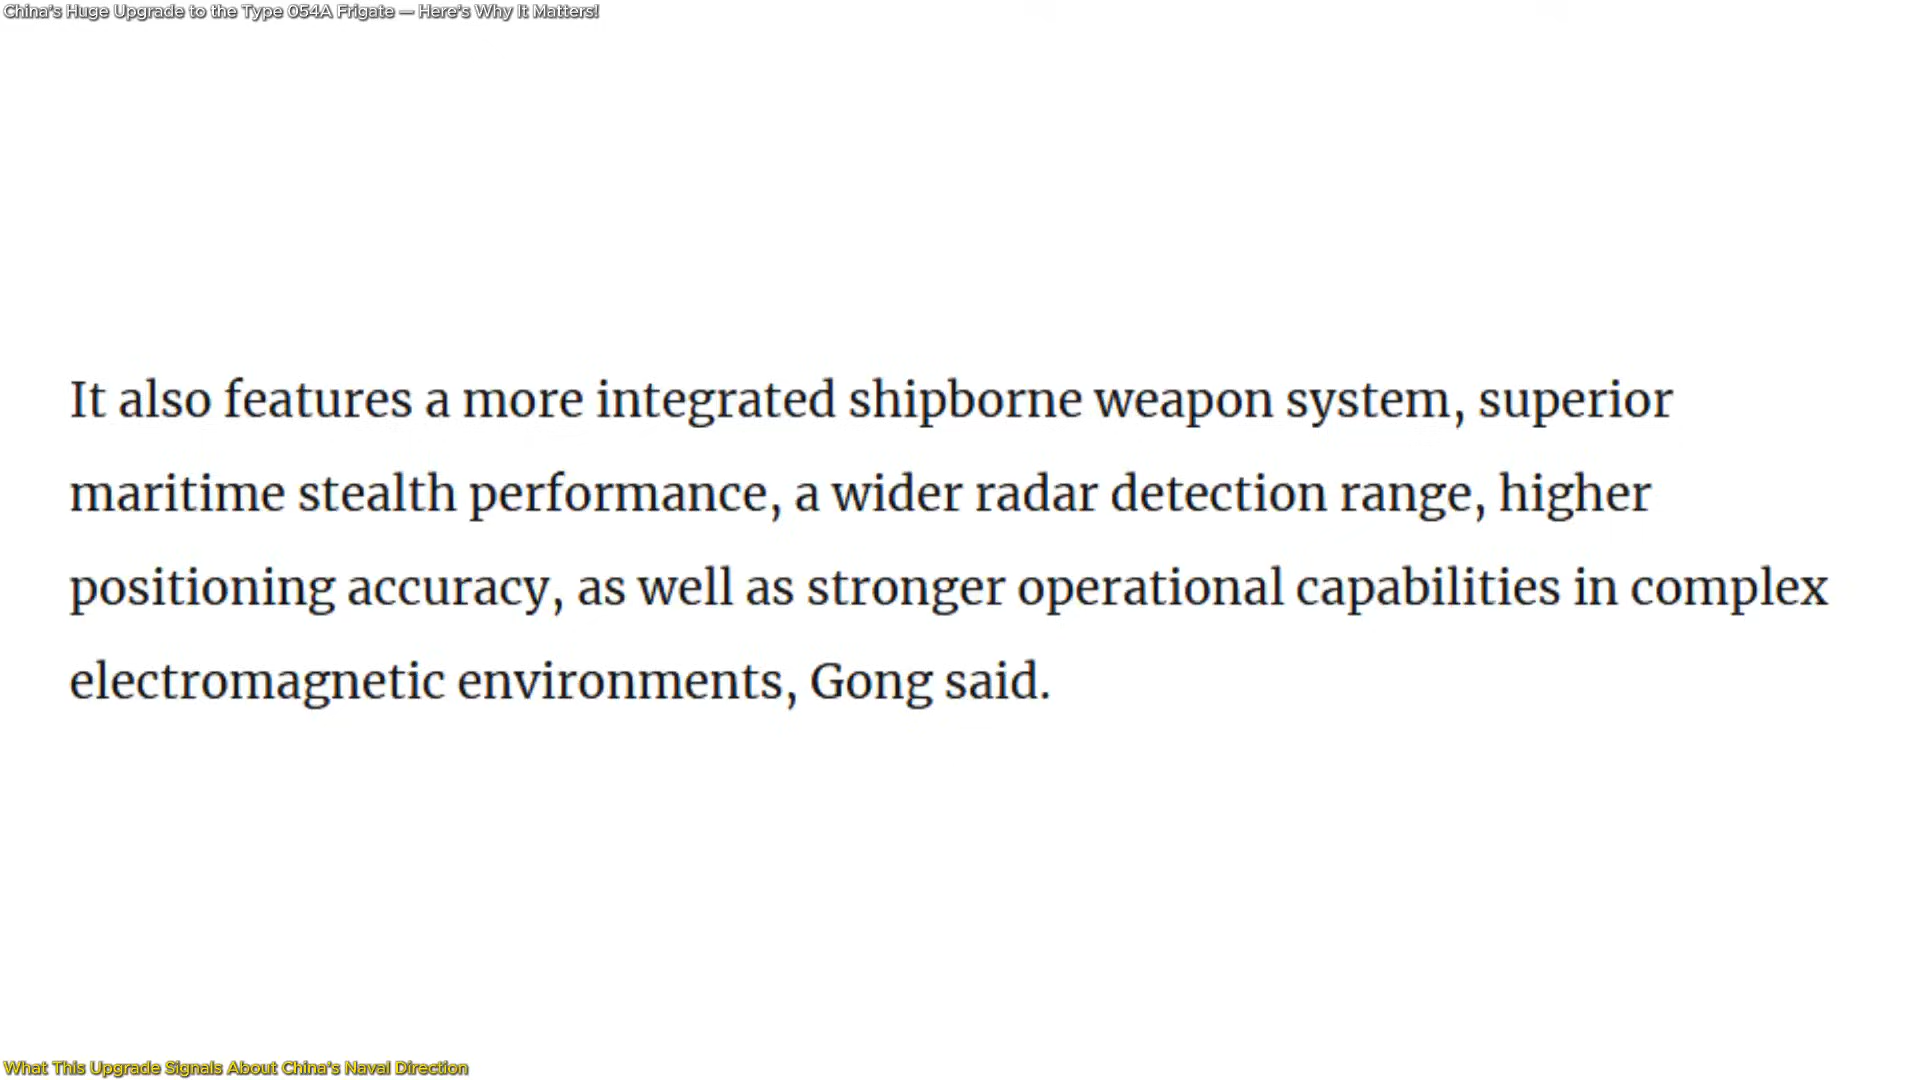 China's Huge Upgrade to the Type 054A Frigate — Here's Why It Matters!
It also features a more integrated shipborne weapon system, superior
maritime stealth performance, a wider radar detection range, higher
positioning accuracy, as well as stronger operational capabilities in complex
electromagnetic environments, Gong said.
What This Upgrade Signals About China's Naval Direction